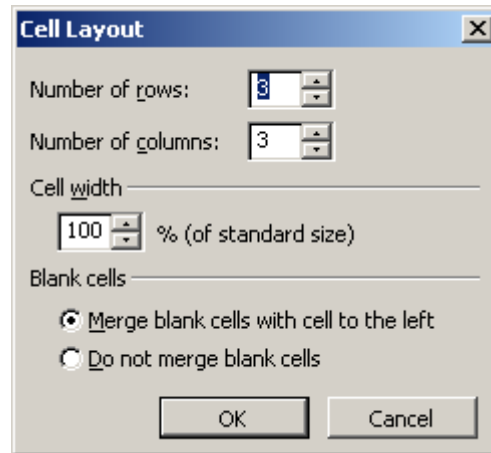 Cell Layout
Number of rows: 3
Number of columns: 3
Cell width
100 % (of standard size)
Blank cells
Merge blank cells with cell to the left
Do not merge blank cells
OK Cancel